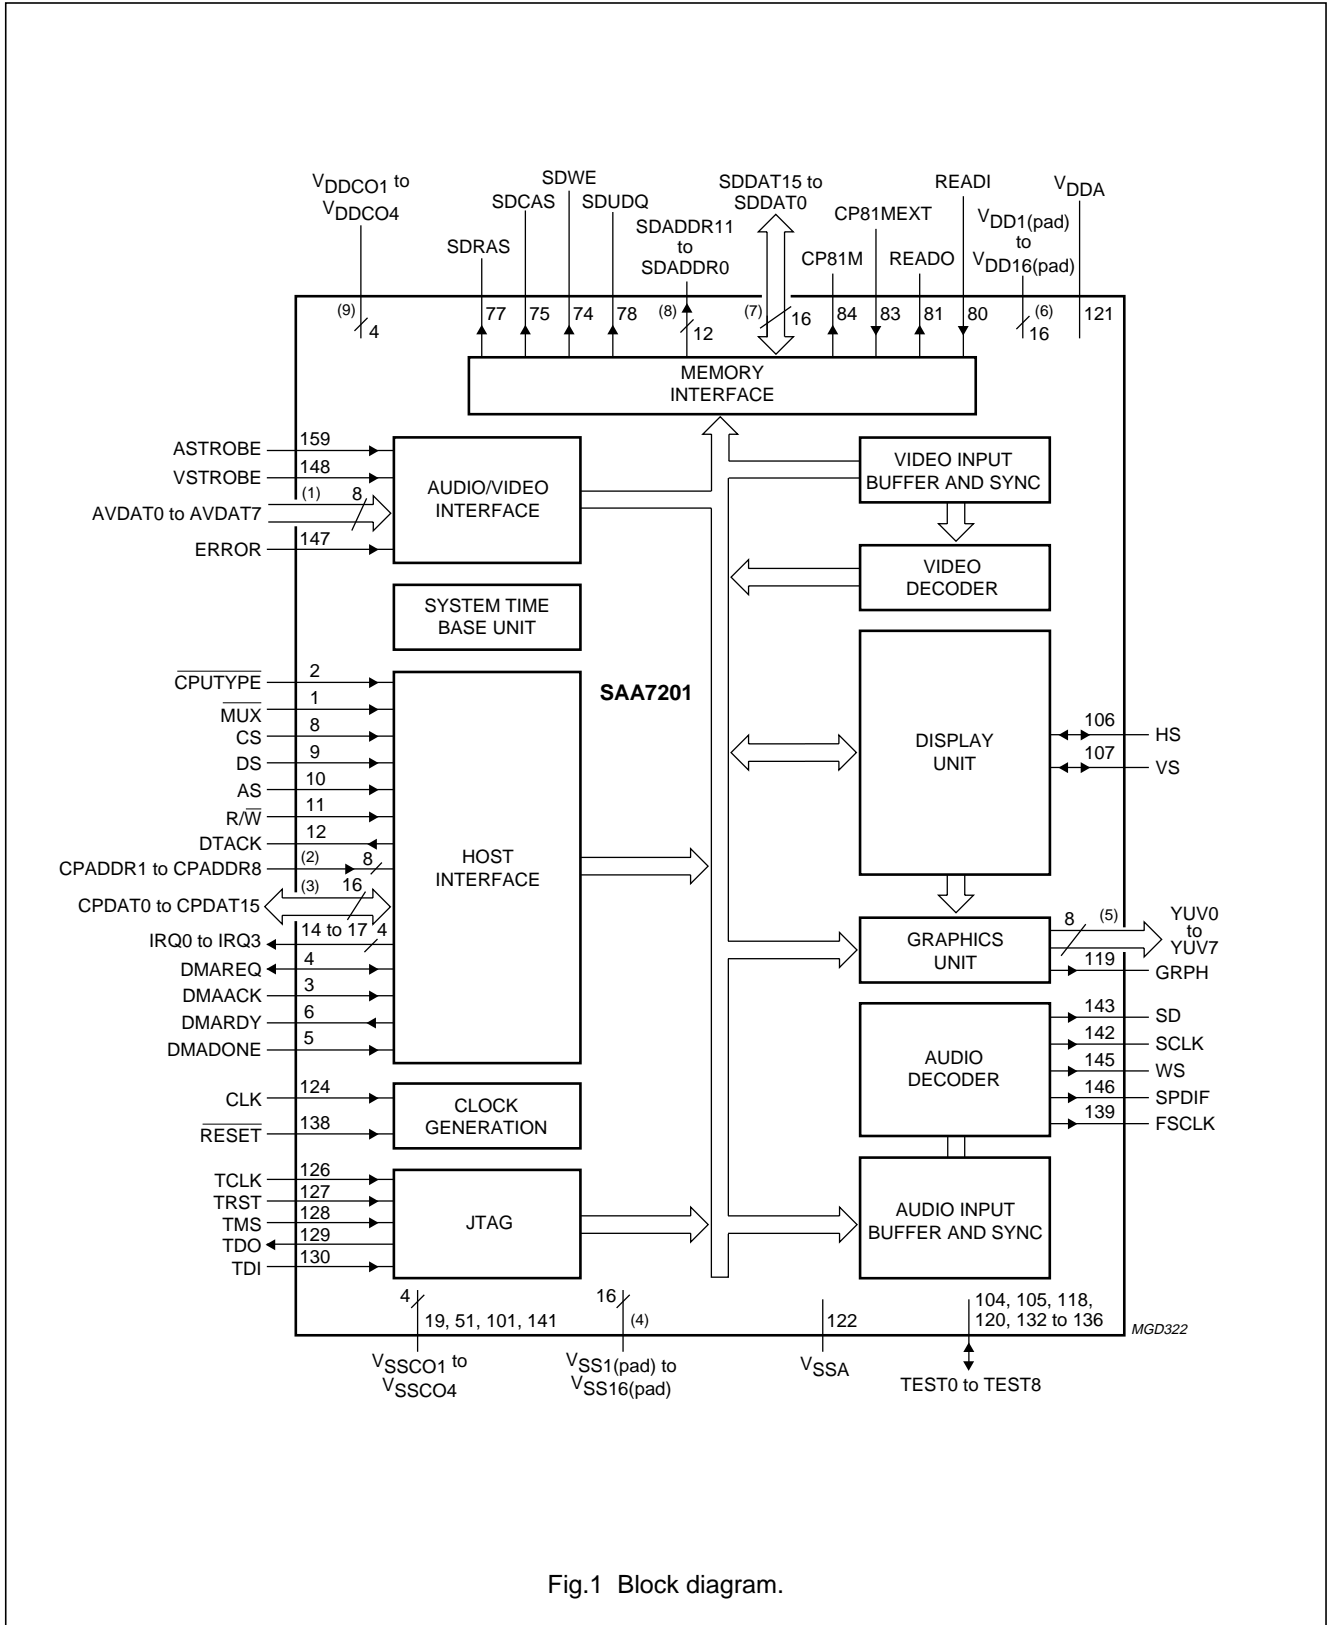 VDDCO1 to
VDDCO4
SDRAS
SDCAS
SDWE
SDUDQ
SDADDR11
to
SDADDR0
SDDAT15 to
SDDAT0
CP81M
CP81MEXT
READO
READI
VDD1(pad)
to
VDD16(pad)
VDDA
(9)
4
77
75
74
78
(8)
12
(7)
16
84
83
81
80
(6)
16
121
MEMORY
INTERFACE
ASTROBE
159
VSTROBE
148
AVDAT0 to AVDAT7
(1)
8
ERROR
147
AUDIO/VIDEO
INTERFACE
VIDEO INPUT
BUFFER AND SYNC
VIDEO
DECODER
SYSTEM TIME
BASE UNIT
SAA7201
CPUTYPE
2
MUX
1
CS
8
DS
9
AS
10
R/W
11
DTACK
12
CPADDR1 to CPADDR8
(2)
8
CPDAT0 to CPDAT15
(3)
16
IRQ0 to IRQ3
14 to 17
4
DMAREQ
4
DMAACK
3
DMARDY
6
DMADONE
5
HOST
INTERFACE
DISPLAY
UNIT
106
HS
107
VS
GRAPHICS
UNIT
8
(5)
YUV0
to
YUV7
119
GRPH
AUDIO
DECODER
143
SD
142
SCLK
145
WS
146
SPDIF
139
FSCLK
CLK
124
RESET
138
CLOCK
GENERATION
TCLK
126
TRST
127
TMS
128
TDO
129
TDI
130
JTAG
AUDIO INPUT
BUFFER AND SYNC
4
19, 51, 101, 141
16
(4)
122
104, 105, 118,
120, 132 to 136
MGD322
VSSCO1 to
VSSCO4
VSS1(pad) to
VSS16(pad)
VSSA
TEST0 to TEST8
Fig.1 Block diagram.